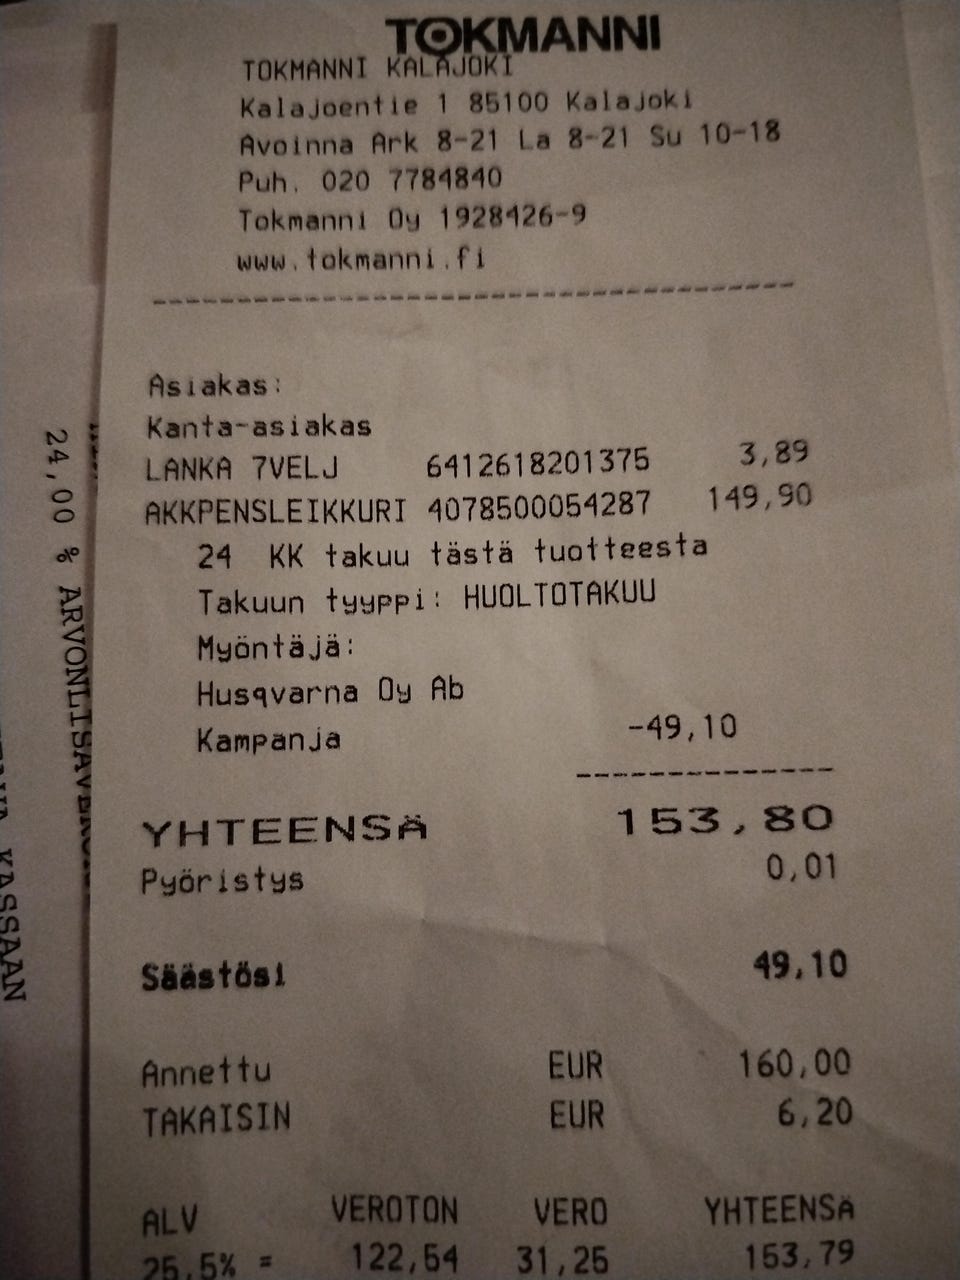 TOKMANNI
TOKMANNI KALAJOKI
Kalajoentie 1 85100 Kalajoki
Avoinna Ark 8-21 La 8-21 Su 10-18
Puh. 020 7784840
Tokmanni Oy 1928426-9
www.tokmanni.fi
Asiakas:
Kanta-asiakas
LANKA 7VELJ 6412618201375 3,89
AKKPENSLEIKKURI 4078500054287 149,90
24 KK takuu tästä tuotteesta
Takuun tyyppi: HUOLTOTAKUU
Myöntäjä:
Husqvarna Oy Ab
Kampanja -49,10
YHTEENSÄ 153,80
Pyöristys 0,01
Säästösi 49,10
Annettu EUR 160,00
TAKAISIN EUR 6,20
ALV VEROTON VERO YHTEENSÄ
25,5% = 122,54 31,25 153,79
24,00 %
KASSAAN